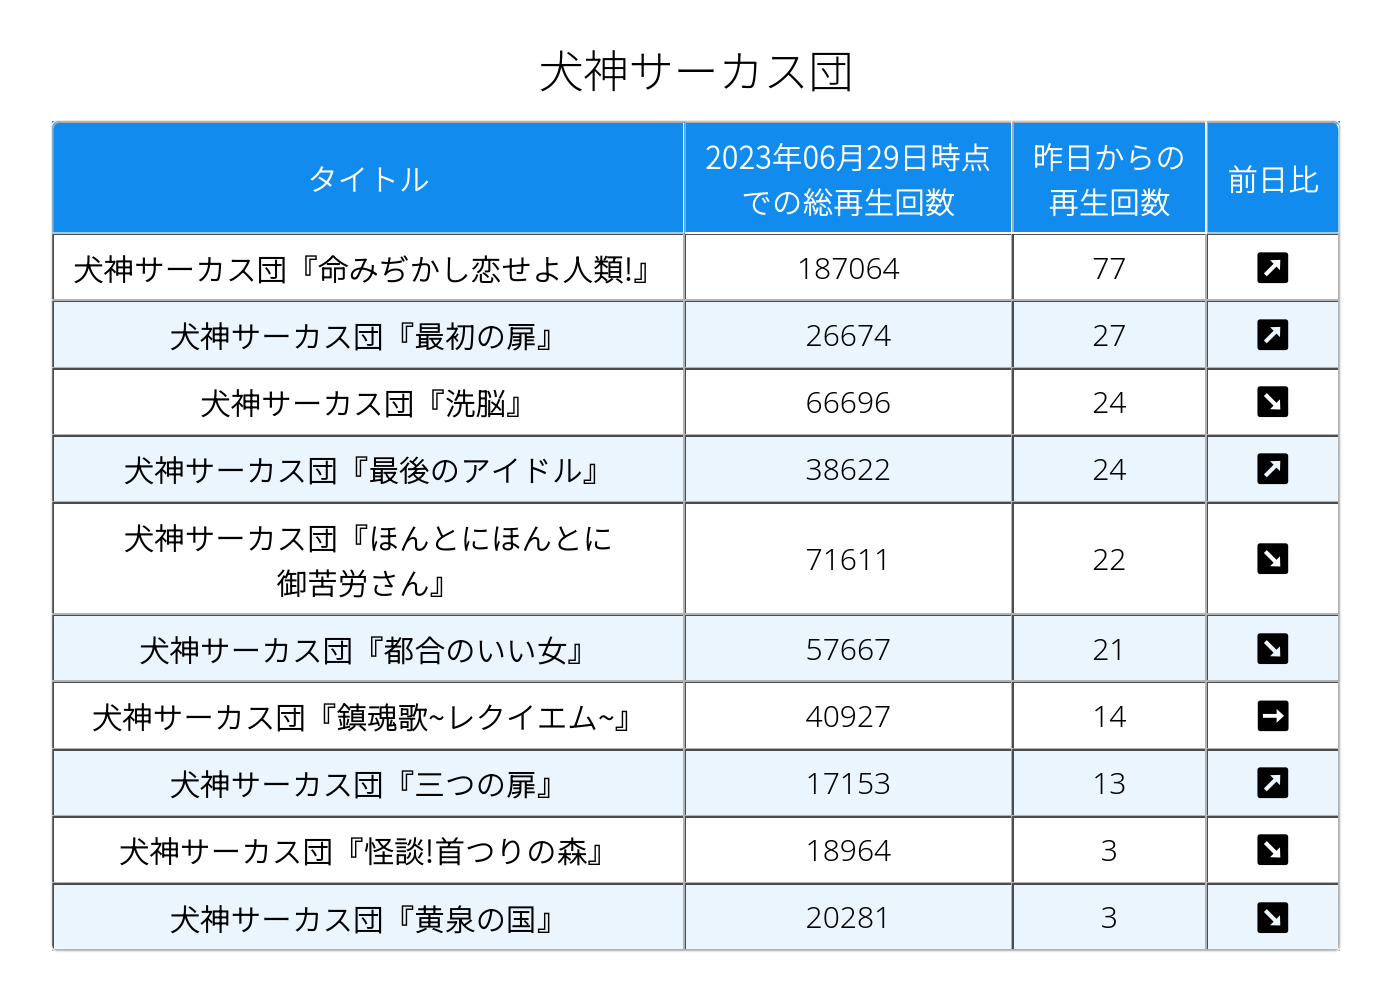 犬神サーカス団
タイトル
2023年06月29日時点
での総再生回数
昨日からの
再生回数
前日比
犬神サーカス団『命みぢかし恋せよ人類!』 187064 77 ↗
犬神サーカス団『最初の扉』 26674 27 ↗
犬神サーカス団『洗脳』 66696 24 ↘
犬神サーカス団『最後のアイドル』 38622 24 ↗
犬神サーカス団『ほんとにほんとに
御苦労さん』 71611 22 ↘
犬神サーカス団『都合のいい女』 57667 21 ↘
犬神サーカス団『鎮魂歌~レクイエム~』 40927 14 →
犬神サーカス団『三つの扉』 17153 13 ↗
犬神サーカス団『怪談!首つりの森』 18964 3 ↘
犬神サーカス団『黄泉の国』 20281 3 ↘